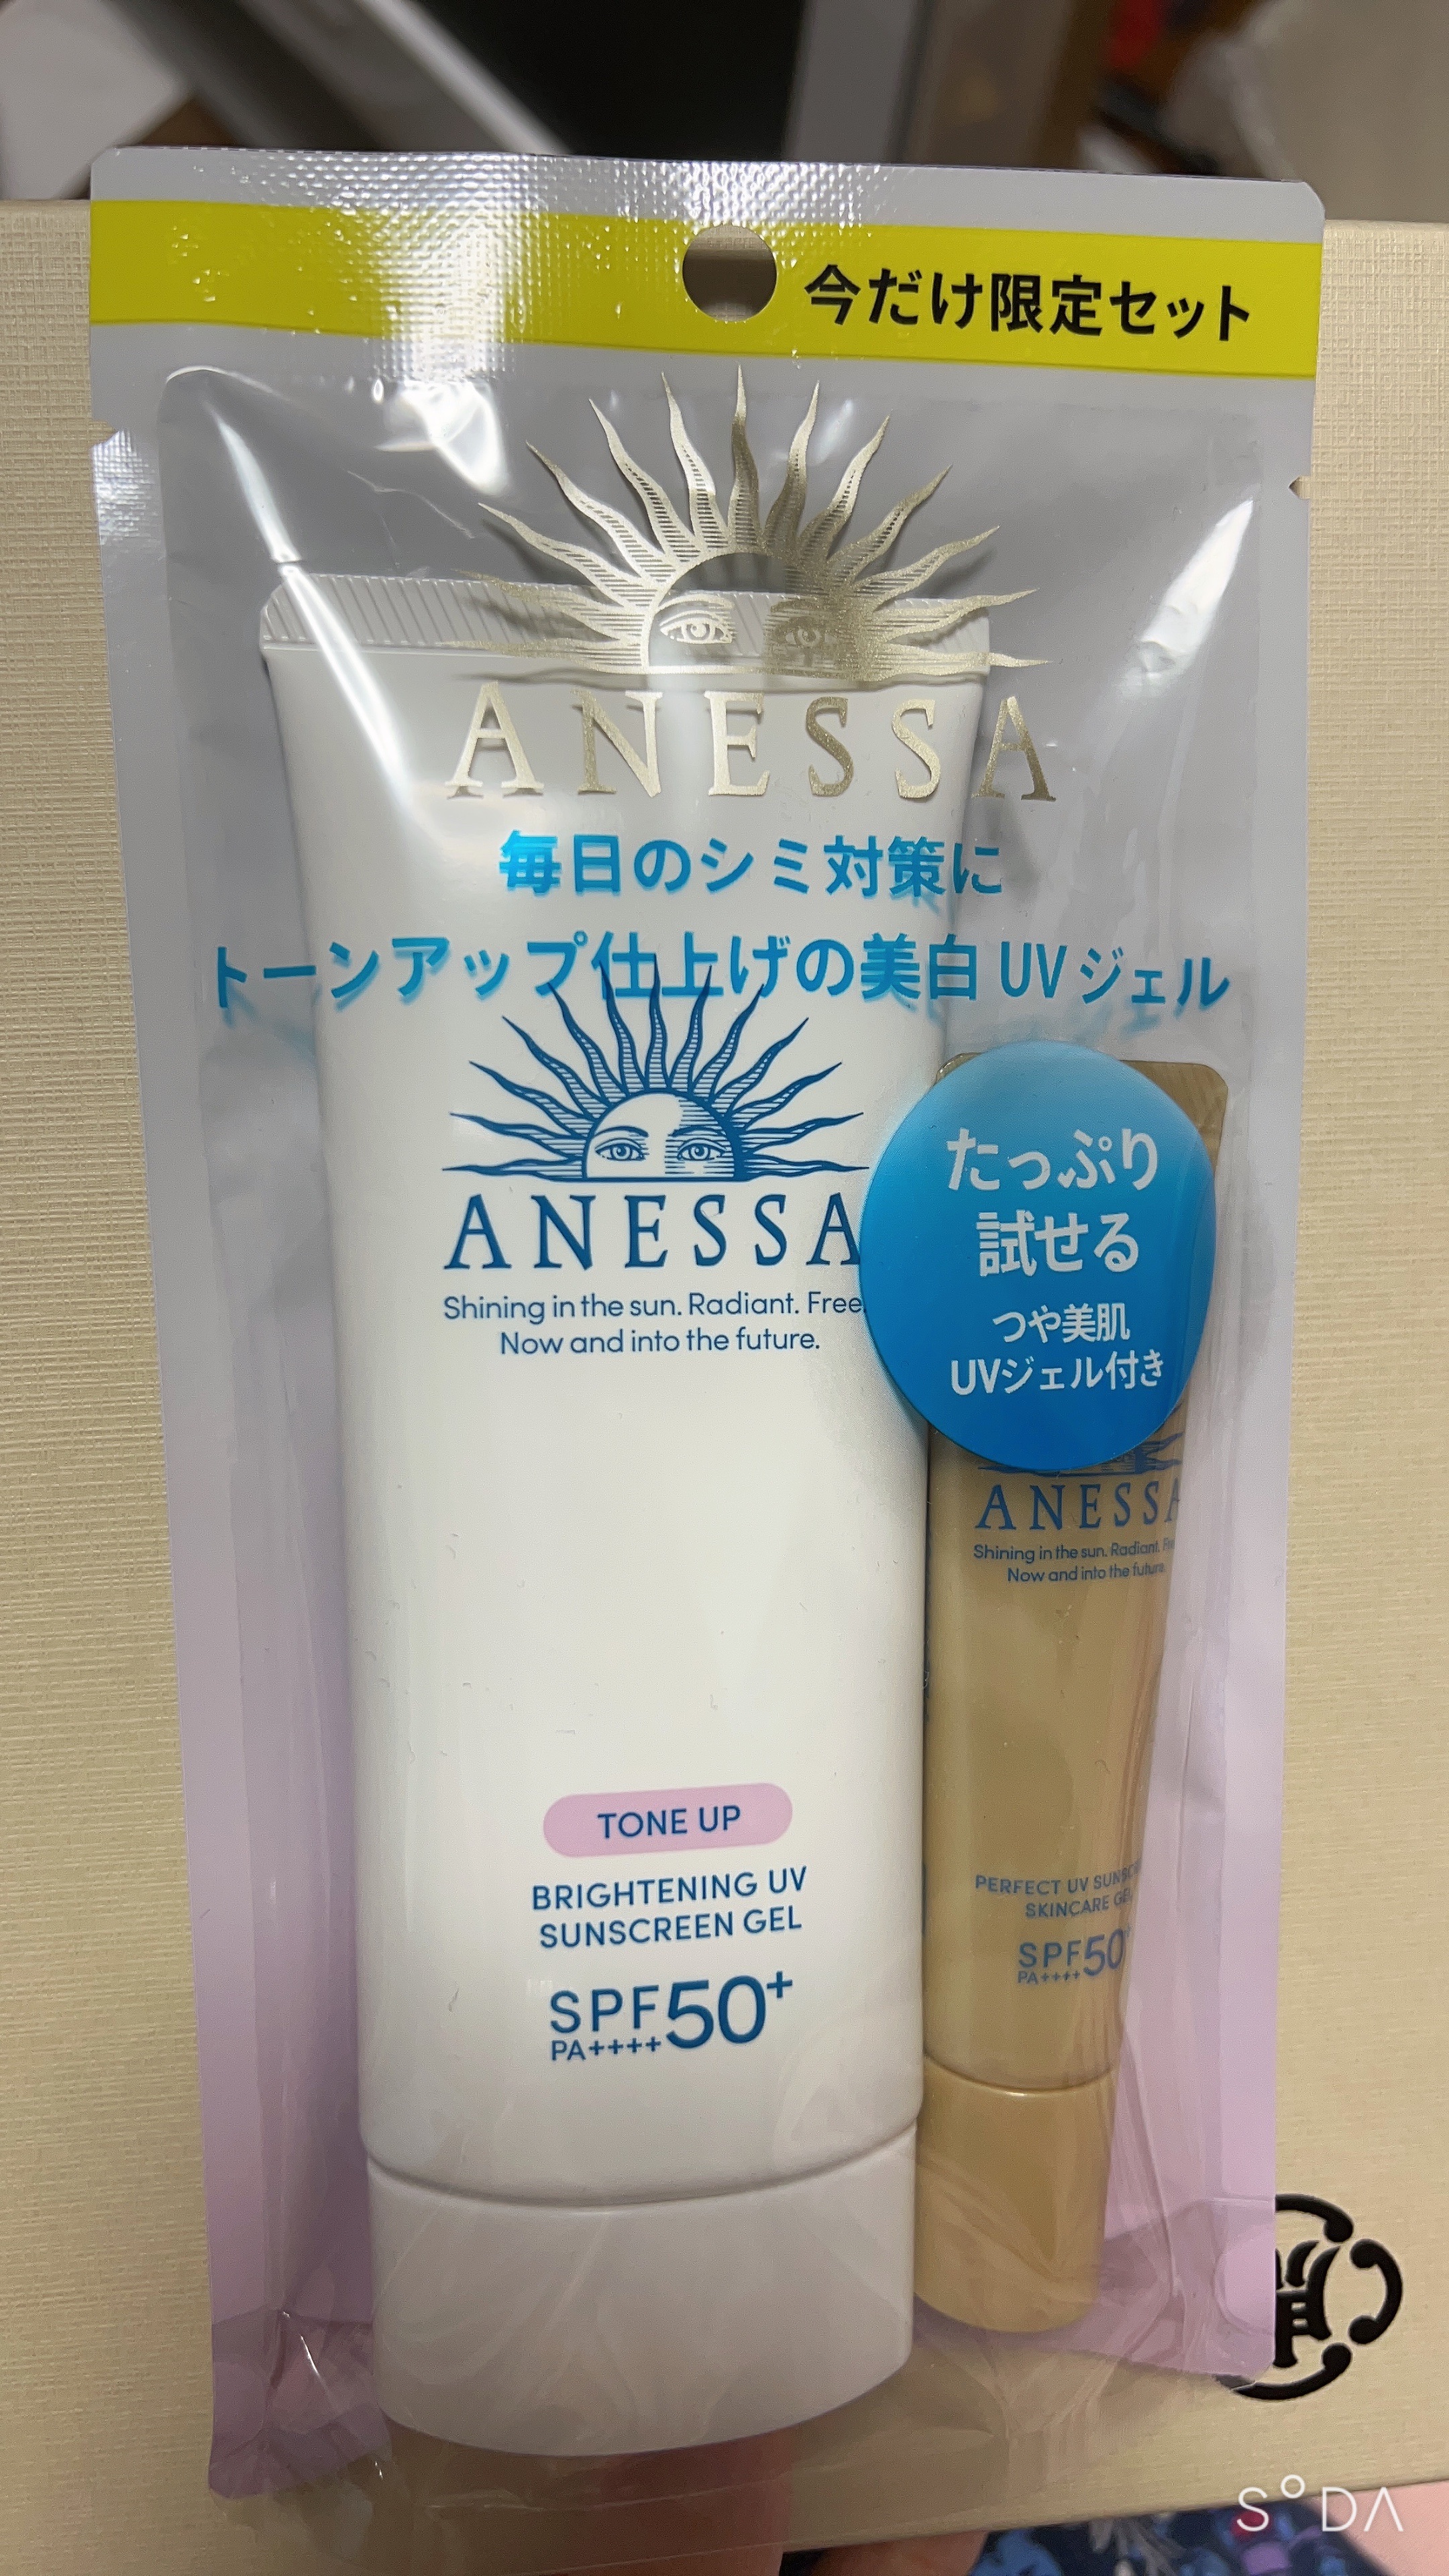 今だけ限定セット
ANESSA
毎日のシミ対策に
トーンアップ仕上げの美白 UVジェル
ANESSA
Shining in the sun. Radiant. Free.
Now and into the future.
たっぷり
試せる
つや美肌
UVジェル付き
ANESSA
Shining in the sun. Radiant.
Now and into the future.
TONE UP
BRIGHTENING UV
SUNSCREEN GEL
SPF50+
PA++++
PERFECT UV
SKINCARE
SPF50+
PA++++
SODA